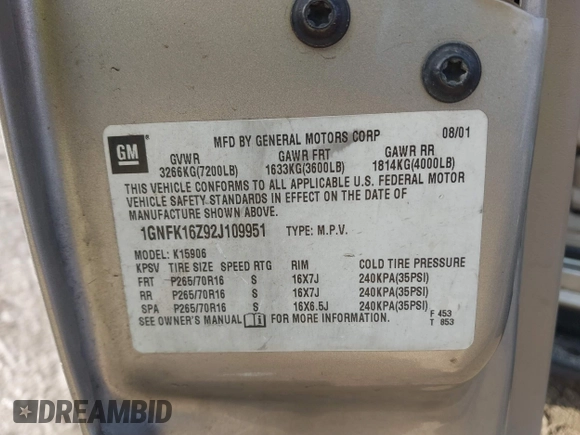 GM
MFD BY GENERAL MOTORS CORP 08/01
GVWR GAWR FRT GAWR RR
3266KG(7200LB) 1633KG(3600LB) 1814KG(4000LB)
THIS VEHICLE CONFORMS TO ALL APPLICABLE U.S. FEDERAL MOTOR
VEHICLE SAFETY STANDARDS IN EFFECT ON THE DATE OF
MANUFACTURE SHOWN ABOVE.
1GNFK16Z92J109951 TYPE: M.P.V.
MODEL: K15906
KPSV TIRE SIZE SPEED RTG RIM COLD TIRE PRESSURE
FRT P265/70R16 S 16X7J 240KPA(35PSI)
RR P265/70R16 S 16X7J 240KPA(35PSI)
SPA P265/70R16 S 16X6.5J 240KPA(35PSI)
SEE OWNER'S MANUAL FOR MORE INFORMATION.
F 453
T 853
DREAMBID